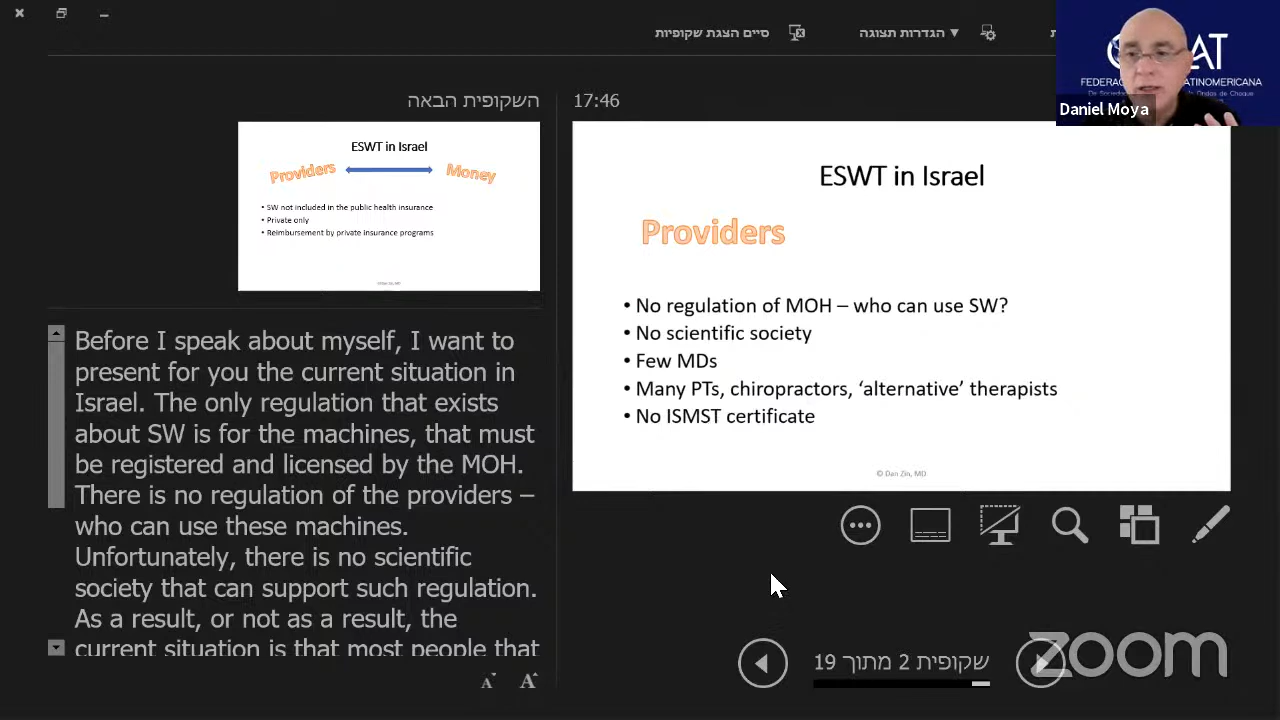 סיים הצגת שקופיות
הגדרות תצוגה ▼
FEDERAC
LATINOMERICANA
Daniel Moya
השקופית הבאה
17:46
ESWT in Israel
Providers
Money
• SW not included in the public health insurance
• Private only
• Reimbursement by private insurance programs
ESWT in Israel
Providers
• No regulation of MOH – who can use SW?
• No scientific society
• Few MDs
• Many PTs, chiropractors, ‘alternative’ therapists
• No ISMST certificate
© Dan Zin, MD
Before I speak about myself, I want to
present for you the current situation in
Israel. The only regulation that exists
about SW is for the machines, that must
be registered and licensed by the MOH.
There is no regulation of the providers –
who can use these machines.
Unfortunately, there is no scientific
society that can support such regulation.
As a result, or not as a result, the
current situation is that most people that
A A
שקופית 2 מתוך 19
zoom